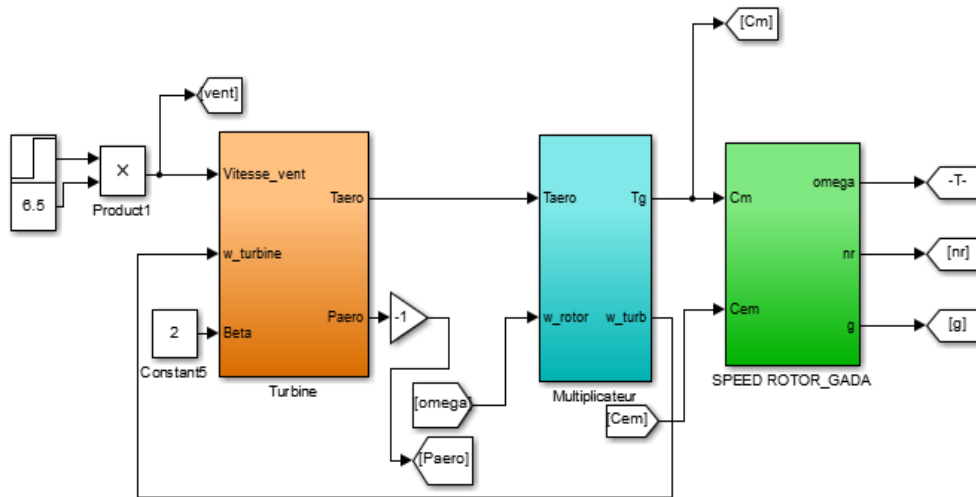 [Cm]
[vent]
6.5
×
Product1
Vitesse_vent
Taero
w_turbine
Beta
Paero
Turbine
2
Constant5
-1
[omega]
[Paero]
Taero
Tg
w_rotor
w_turb
Multiplicateur
[Cem]
Cm
omega
nr
Cem
g
SPEED ROTOR_GADA
-T-
[nr]
[g]